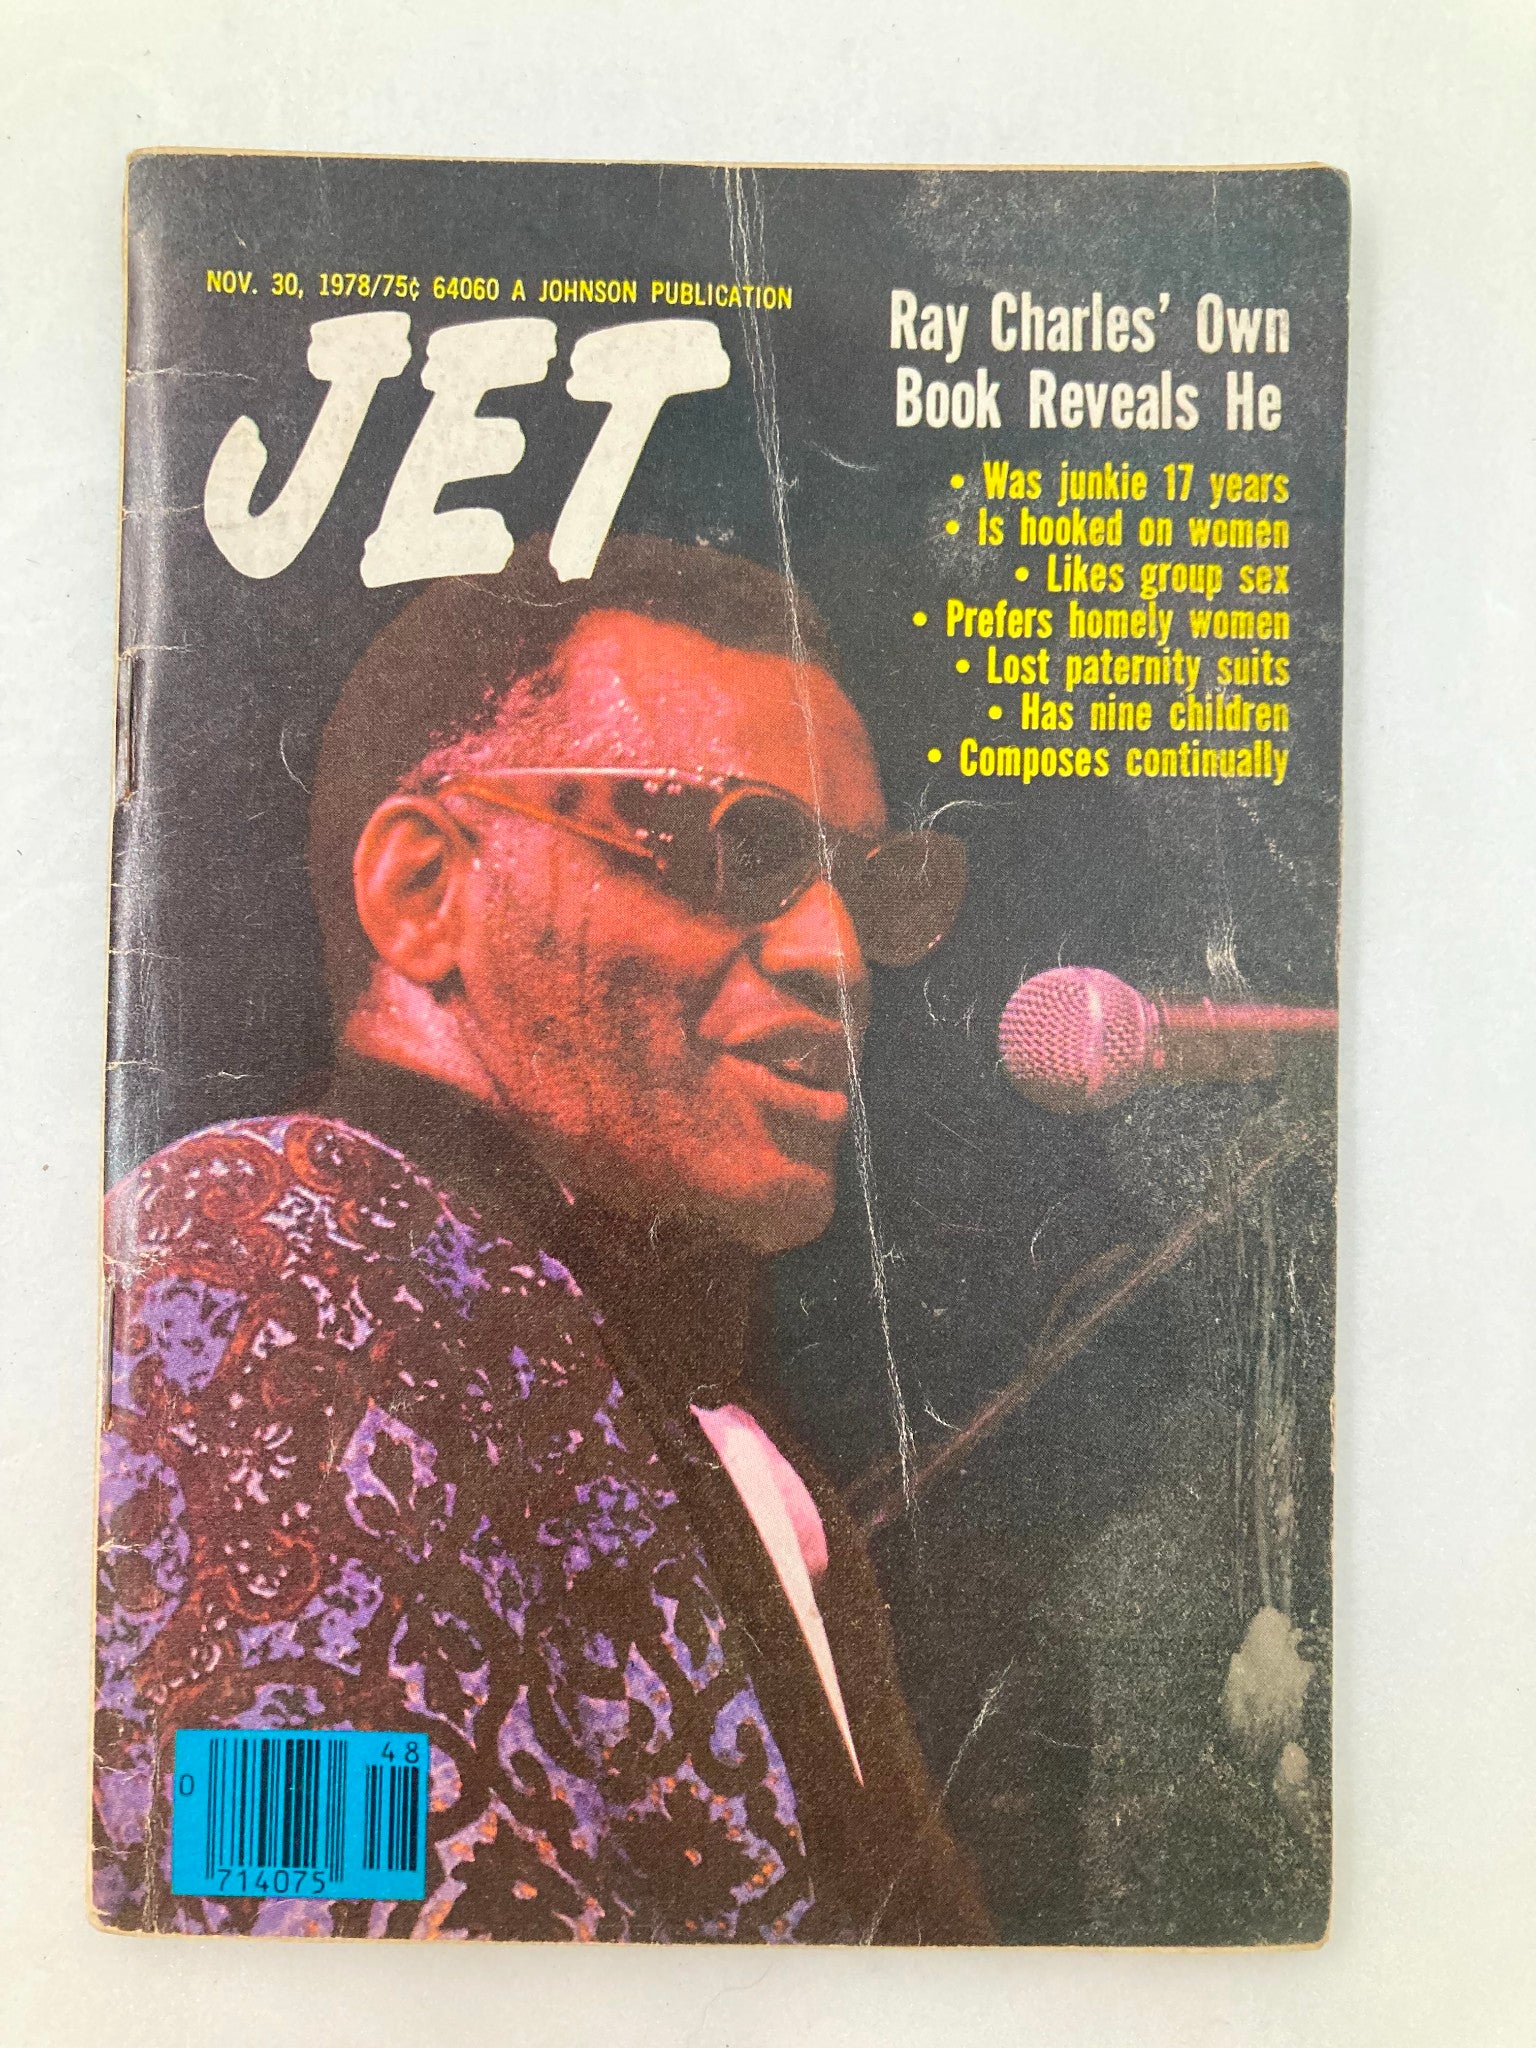 NOV. 30, 1978/75¢ 64060 A JOHNSON PUBLICATION
JET
Ray Charles' Own
Book Reveals He
• Was junkie 17 years
• Is hooked on women
• Likes group sex
• Prefers homely women
• Lost paternity suits
• Has nine children
• Composes continually
48
0
714075